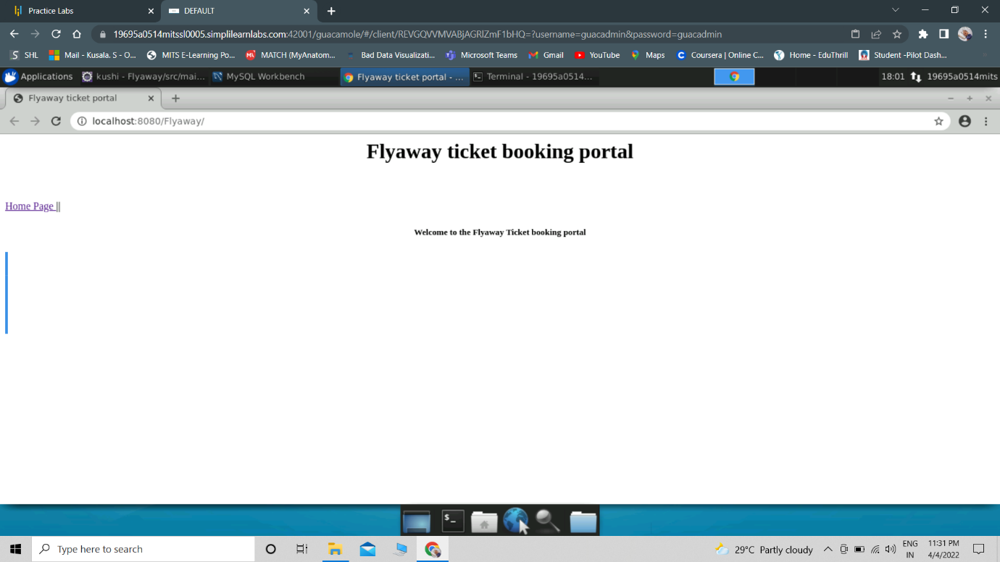 Practice Labs
DEFAULT
19695a0514mitssl0005.simplilearnlabs.com:42001/guacamole/#/client/REVGQVVMVABjAGRlZmF1bHQ=?username=guacadmin&password=guacadmin
SHL
Mail - Kusala. S - O...
MITS E-Learning Po...
MATCH (MyAnatom...
Bad Data Visualizati...
Microsoft Teams
Gmail
YouTube
Maps
Coursera | Online C...
Home - EduThrill
Student -Pilot Dash...
Applications
kushi - Flyaway/src/mai...
MySQL Workbench
Flyaway ticket portal - ...
Terminal - 19695a0514...
18:01
19695a0514mits
Flyaway ticket portal
localhost:8080/Flyaway/
Flyaway ticket booking portal
Home Page ||
Welcome to the Flyaway Ticket booking portal
Type here to search
29°C Partly cloudy
ENG
IN
11:31 PM
4/4/2022